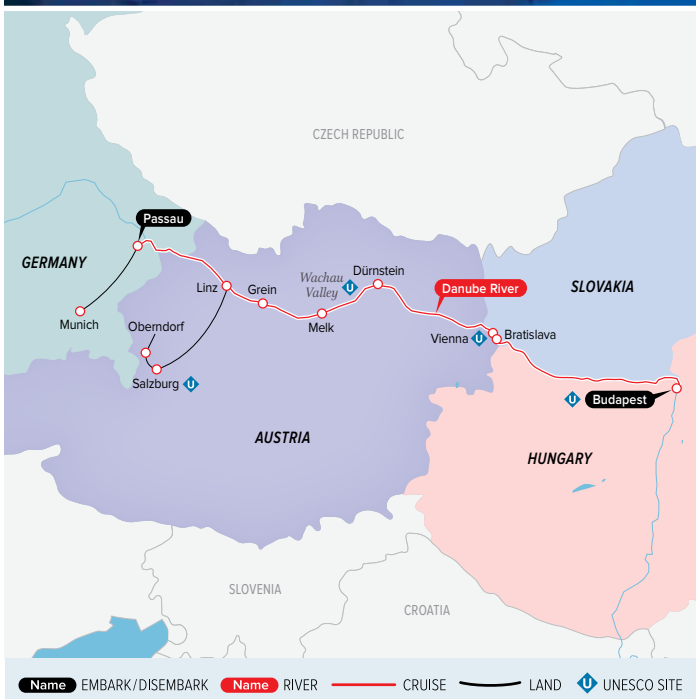 CZECH REPUBLIC
Passau
GERMANY
Munich
Oberndorf
Salzburg
U
Linz
Grein
Wachau
Valley
U
Dürnstein
Melk
Danube River
SLOVAKIA
Vienna
U
Bratislava
U
Budapest
AUSTRIA
HUNGARY
SLOVENIA
CROATIA
Name EMBARK/DISEMBARK Name RIVER CRUISE LAND U UNESCO SITE